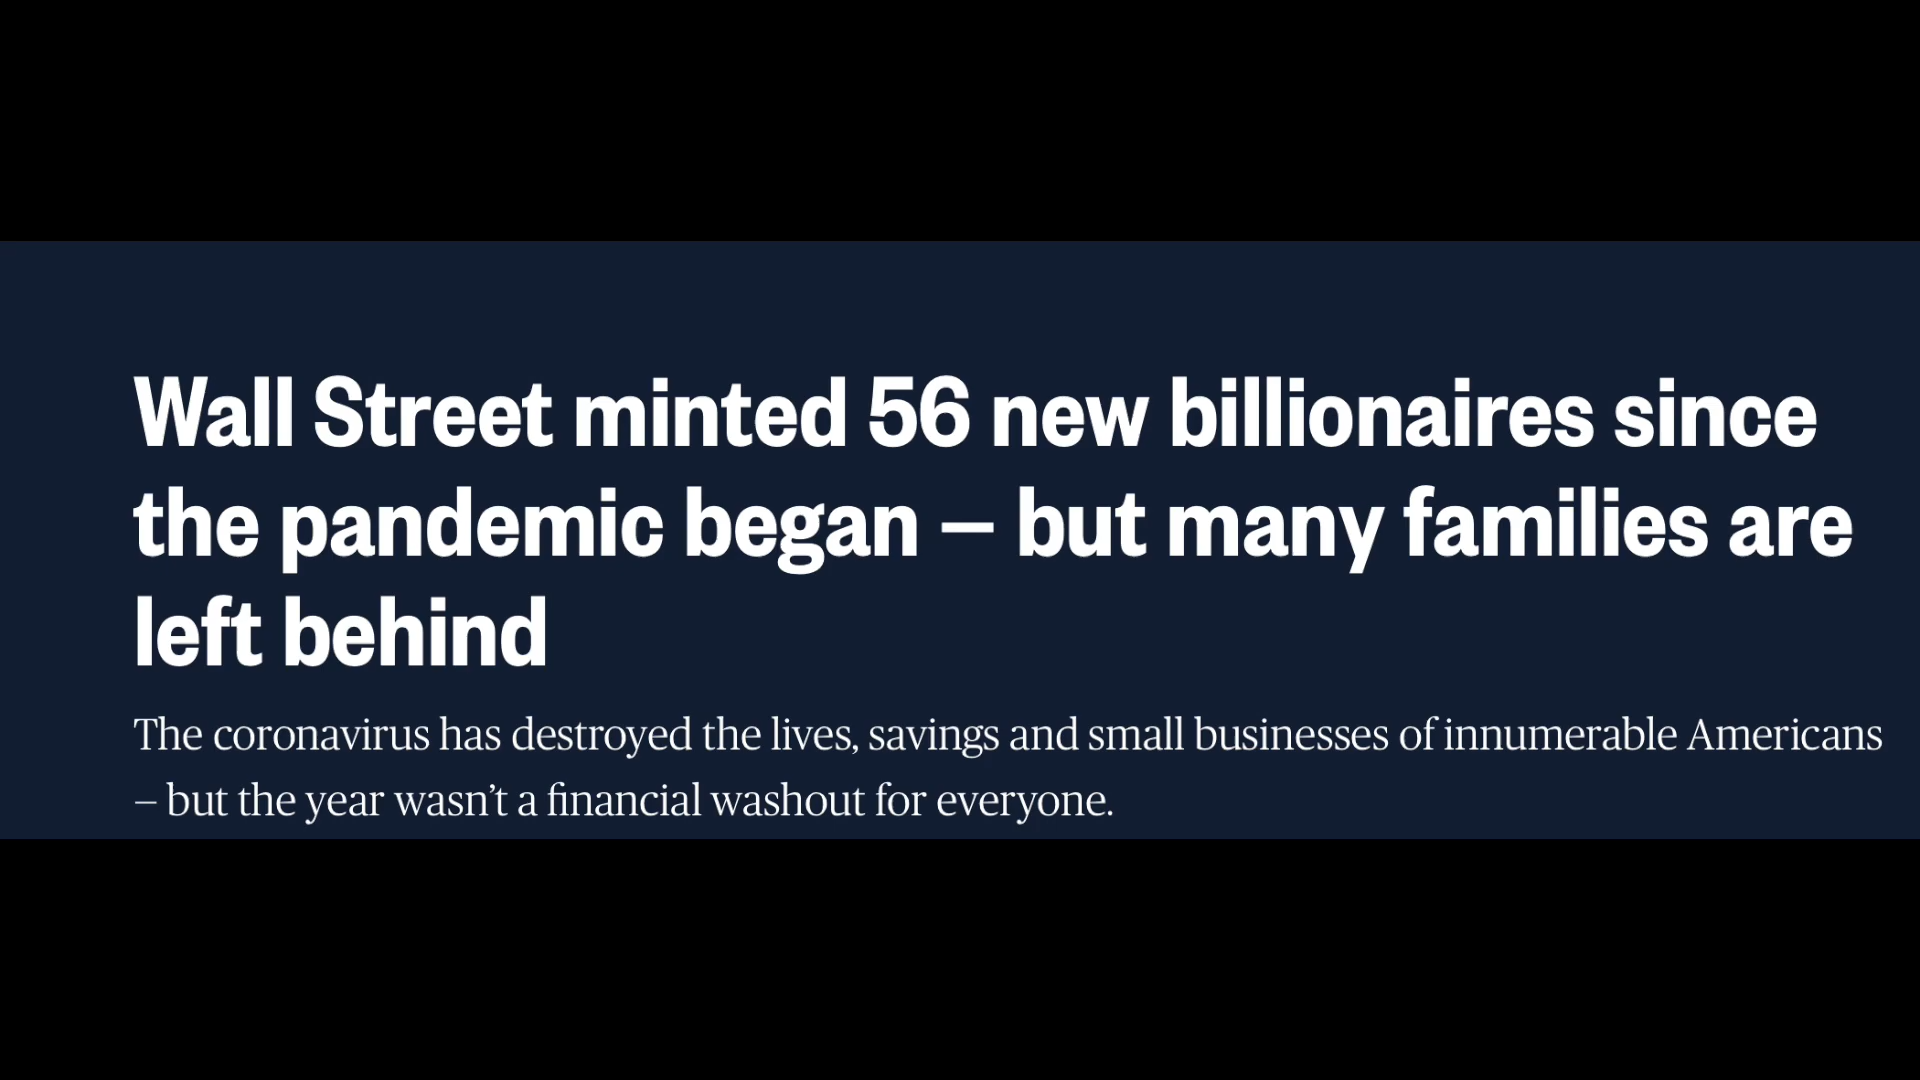 Wall Street minted 56 new billionaires since
the pandemic began – but many families are
left behind
The coronavirus has destroyed the lives, savings and small businesses of innumerable Americans
– but the year wasn’t a financial washout for everyone.